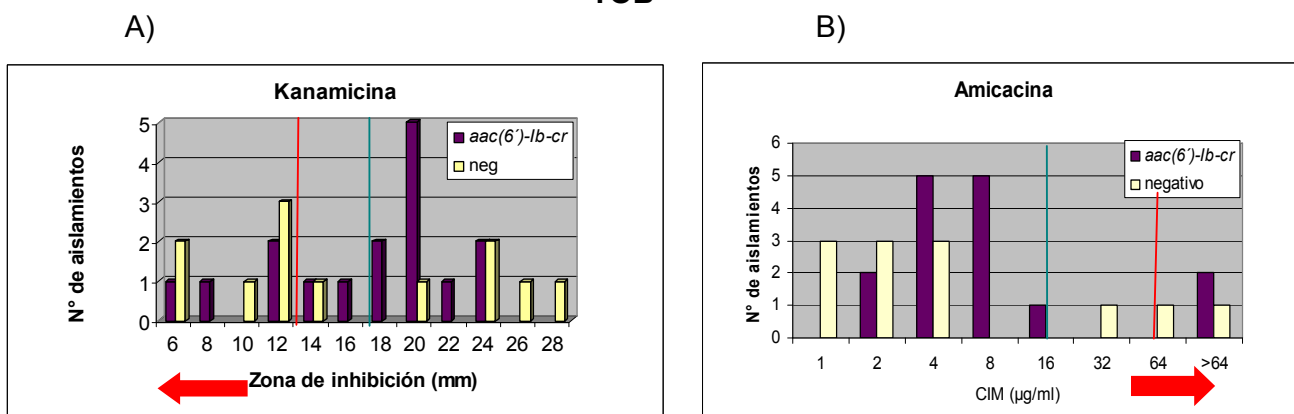 A)
B)
Kanamicina
N° de aislamientos
5
4
3
2
1
0
aac(6´)-Ib-cr
neg
6 8 10 12 14 16 18 20 22 24 26 28
Zona de inhibición (mm)
Amicacina
N° de aislamientos
6
5
4
3
2
1
0
aac(6´)-Ib-cr
negativo
1 2 4 8 16 32 64 >64
CIM (µg/ml)